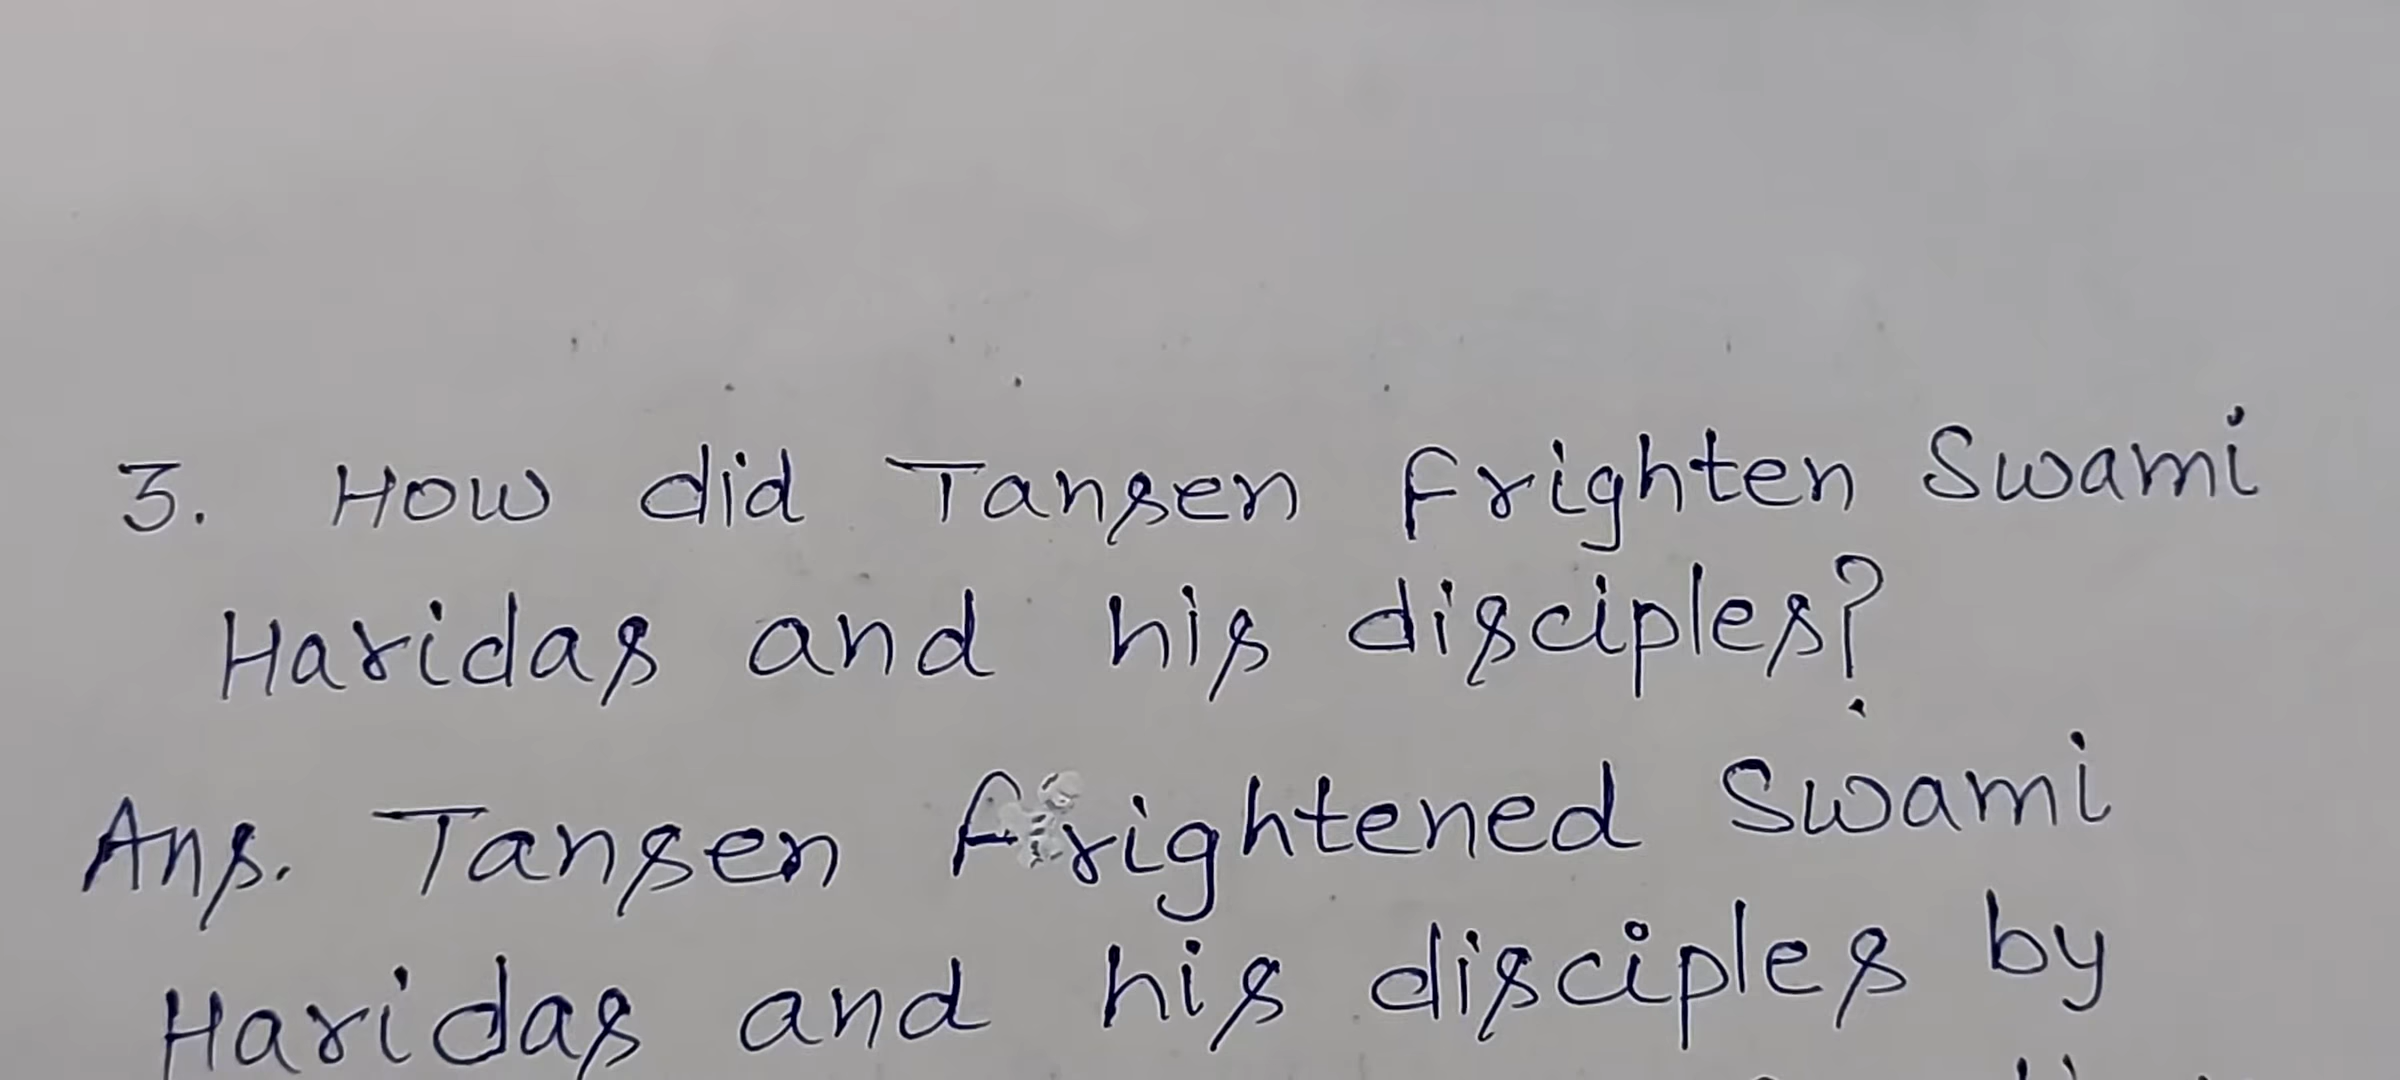 3. How did Tansen frighten Swami
Haridas and his disciples?
Ans. Tansen frightened Swami
Haridas and his disciples by